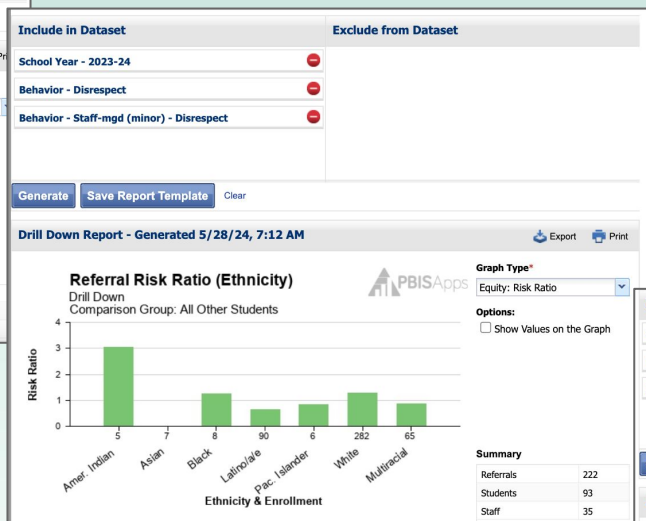 Include in Dataset
Exclude from Dataset
School Year - 2023-24
Behavior - Disrespect
Behavior - Staff-mgd (minor) - Disrespect
Generate
Save Report Template
Clear
Drill Down Report - Generated 5/28/24, 7:12 AM
Export
Print
Referral Risk Ratio (Ethnicity)
Drill Down
Comparison Group: All Other Students
PBISApps
Graph Type*
Equity: Risk Ratio
Options:
Show Values on the Graph
Risk Ratio
4
3
2
1
0
5 7 8 90 6 282 65
Amer. Indian Asian Black Latino/a/e Pac. Islander White Multiracial
Ethnicity & Enrollment
Summary
Referrals 222
Students 93
Staff 35